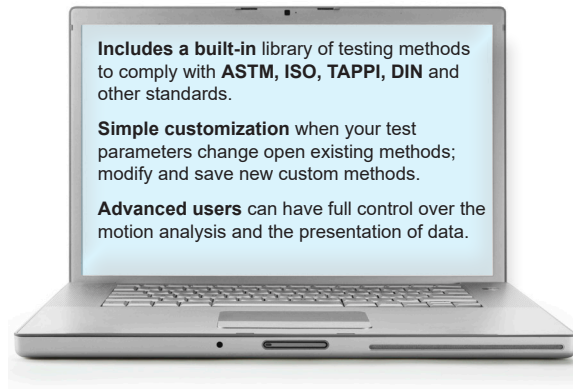 Includes a built-in library of testing methods
to comply with ASTM, ISO, TAPPI, DIN and
other standards.
Simple customization when your test
parameters change open existing methods;
modify and save new custom methods.
Advanced users can have full control over the
motion analysis and the presentation of data.